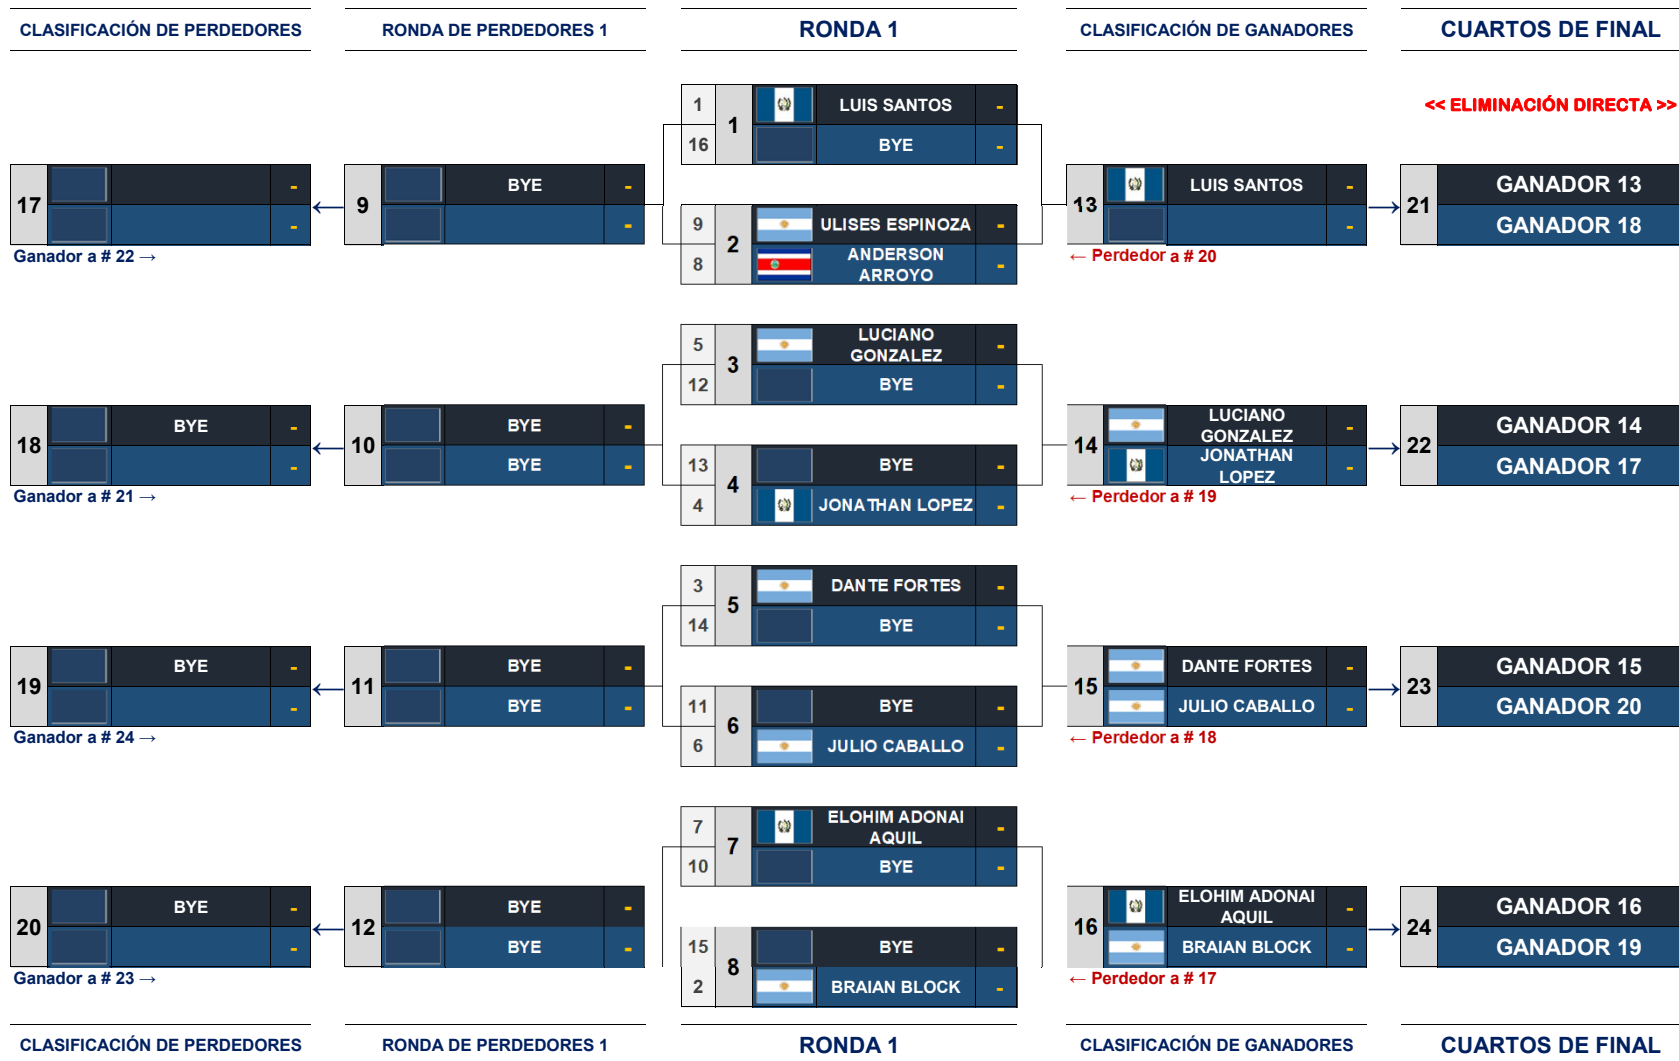 CLASIFICACIÓN DE PERDEDORES
RONDA DE PERDEDORES 1
RONDA 1
CLASIFICACIÓN DE GANADORES
CUARTOS DE FINAL
<< ELIMINACIÓN DIRECTA >>
17
-
-
Ganador a # 22 →
18
BYE -
-
Ganador a # 21 →
19
BYE -
-
Ganador a # 24 →
20
BYE -
-
Ganador a # 23 →
9
BYE -
-
10
BYE -
BYE -
11
BYE -
BYE -
12
BYE -
BYE -
1
1 LUIS SANTOS -
16 BYE -
2
9 ULISES ESPINOZA -
8 ANDERSON
ARROYO -
3
5 LUCIANO
GONZALEZ -
12 BYE -
4
13 BYE -
4 JONATHAN LOPEZ -
5
3 DANTE FORTES -
14 BYE -
6
11 BYE -
6 JULIO CABALLO -
7
7 ELOHIM ADONAI
AQUIL -
10 BYE -
8
15 BYE -
2 BRAIAN BLOCK -
13
LUIS SANTOS -
-
← Perdedor a # 20
14
LUCIANO
GONZALEZ -
JONATHAN
LOPEZ -
← Perdedor a # 19
15
DANTE FORTES -
JULIO CABALLO -
← Perdedor a # 18
16
ELOHIM ADONAI
AQUIL -
BRAIAN BLOCK -
← Perdedor a # 17
21
GANADOR 13
GANADOR 18
22
GANADOR 14
GANADOR 17
23
GANADOR 15
GANADOR 20
24
GANADOR 16
GANADOR 19
CLASIFICACIÓN DE PERDEDORES
RONDA DE PERDEDORES 1
RONDA 1
CLASIFICACIÓN DE GANADORES
CUARTOS DE FINAL